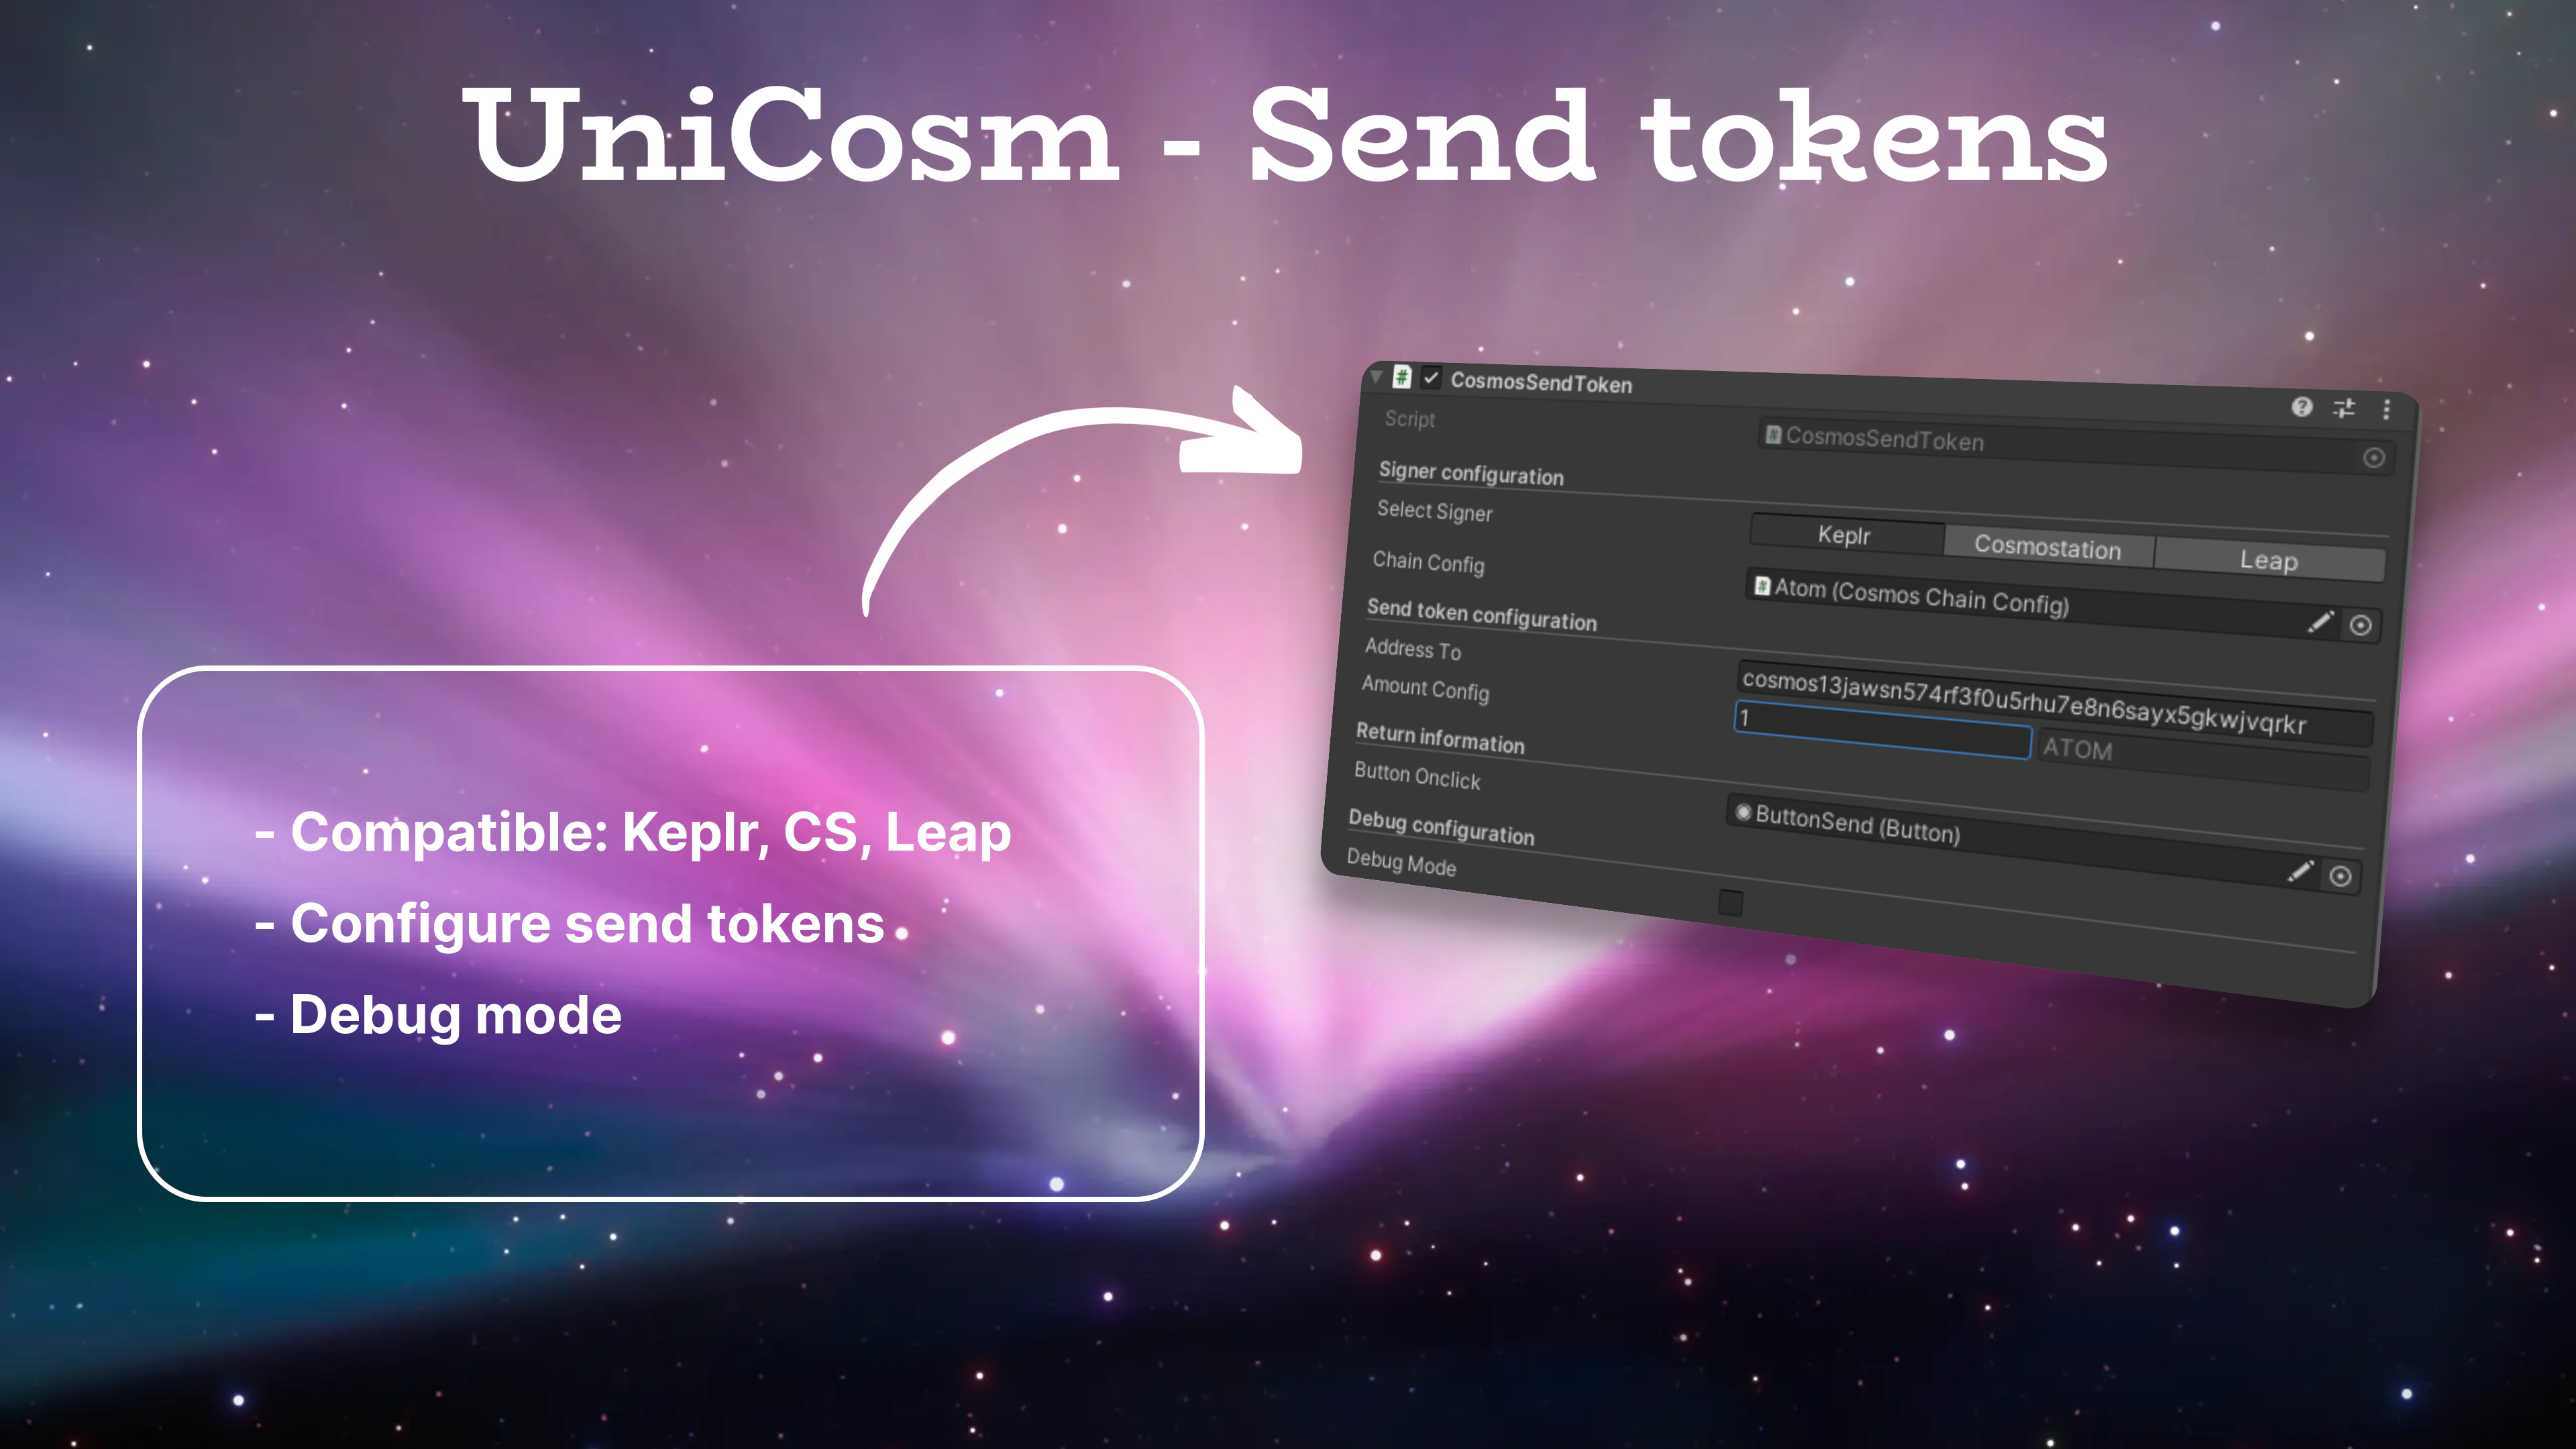 UniCosm - Send tokens
- Compatible: Keplr, CS, Leap
- Configure send tokens
- Debug mode
CosmosSendToken
Script
CosmosSendToken
Signer configuration
Select Signer
Keplr
Cosmostation
Leap
Chain Config
Atom (Cosmos Chain Config)
Send token configuration
Address To
cosmos13jawsn574rf3f0u5rhu7e8n6sayx5gkwjvqrkr
Amount Config
1
ATOM
Return information
Button Onclick
ButtonSend (Button)
Debug configuration
Debug Mode